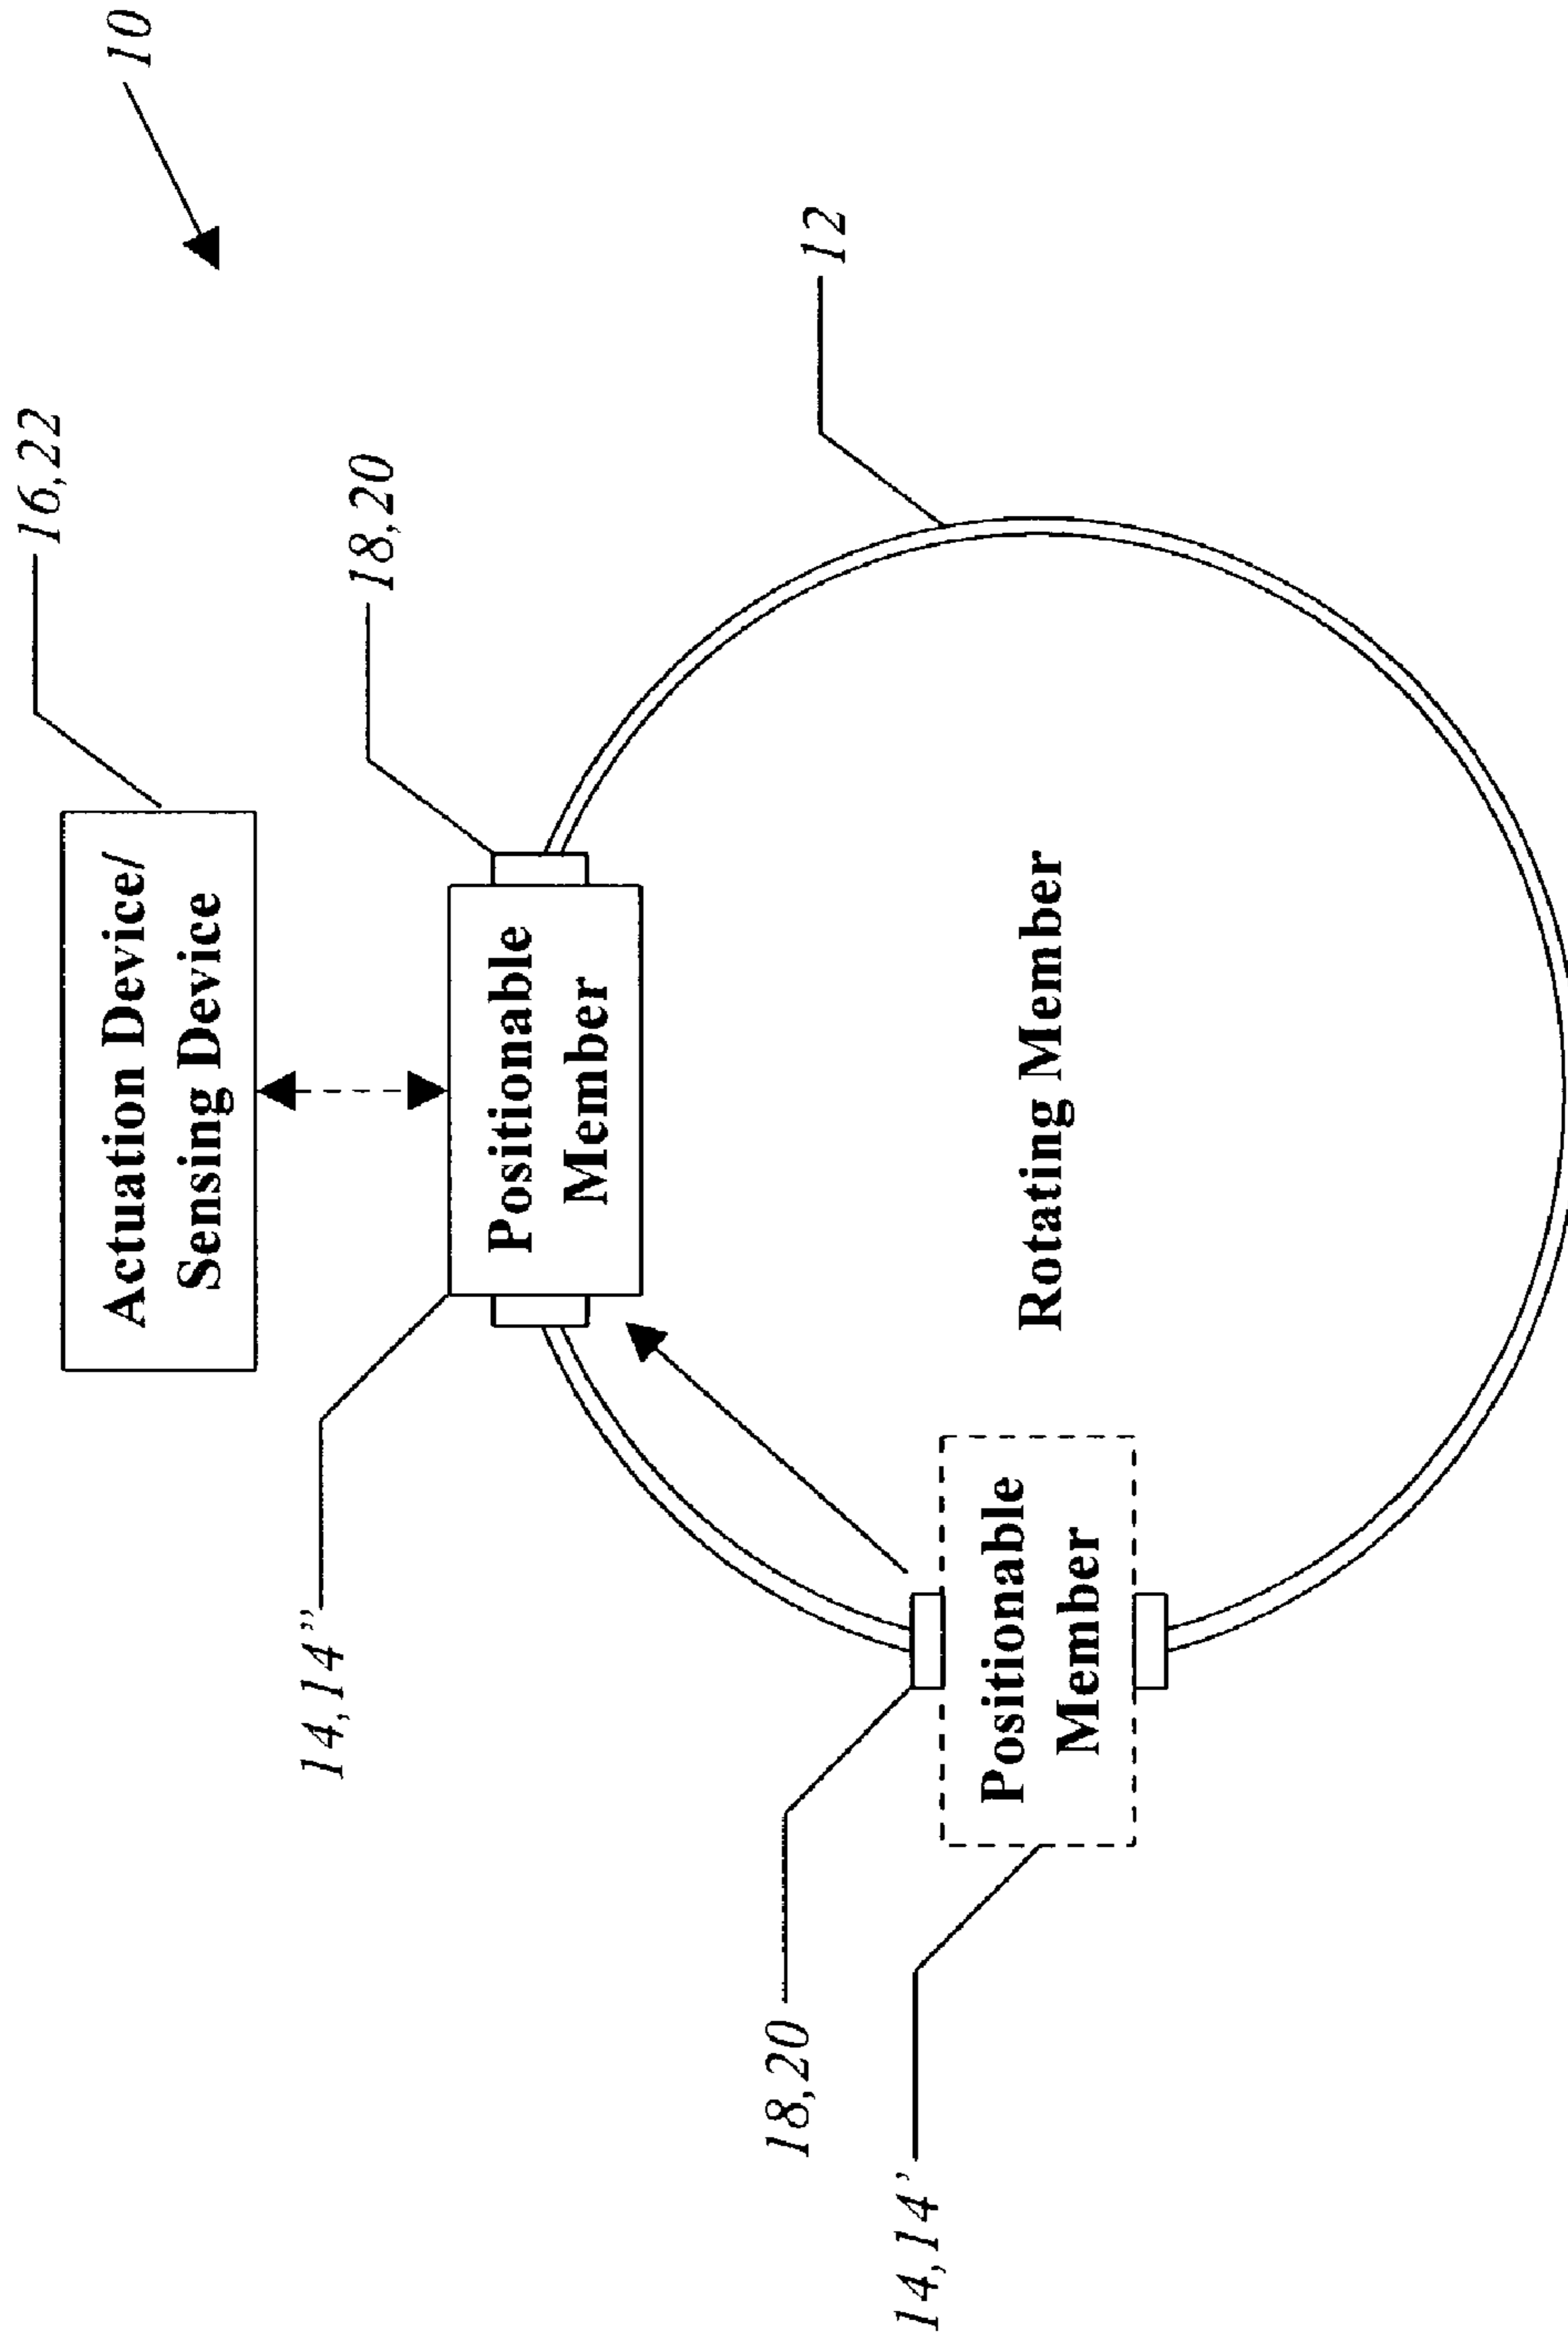 10
16,22
Actuation Device/
Sensing Device
18,20
12
Positionable
Member
14,14”
Rotating Member
18,20
Positionable
Member
14,14’